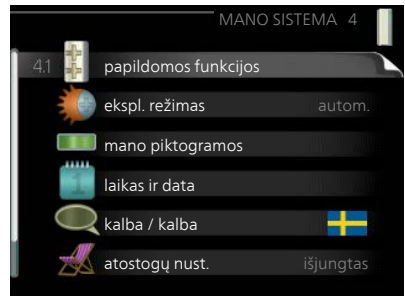 MANO SISTEMA 4
4.1 papildomos funkcijos
ekspl. režimas autom.
mano piktogramos
laikas ir data
kalba / kalba
atostogų nust. išjungtas